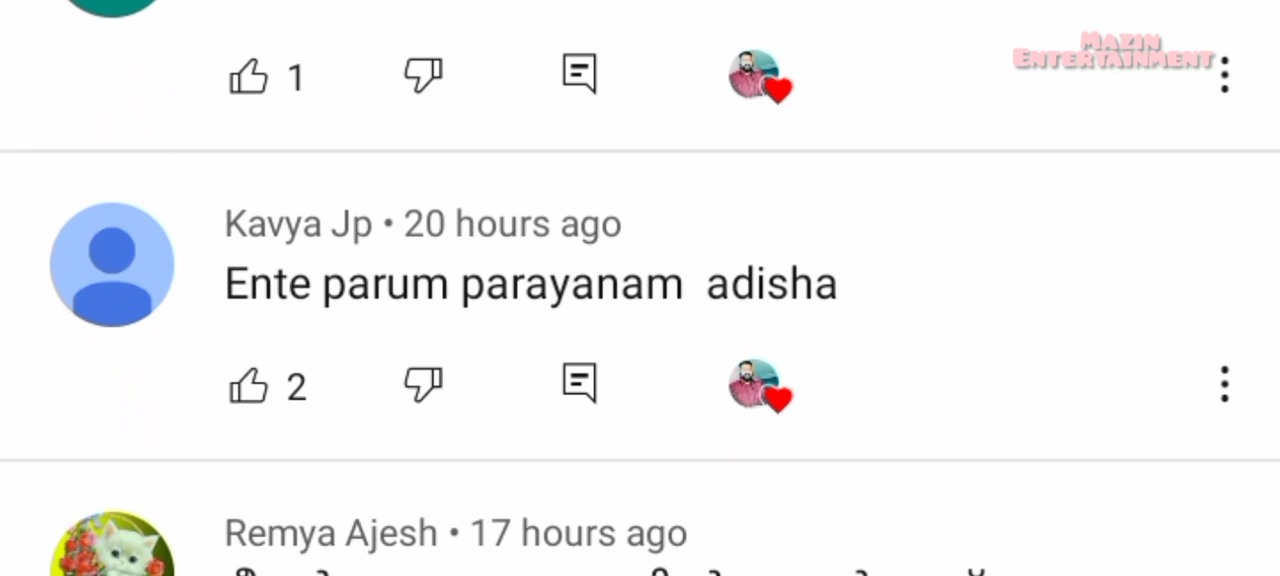 Mazin
Entertainment
1
Kavya Jp • 20 hours ago
Ente parum parayanam adisha
2
Remya Ajesh • 17 hours ago